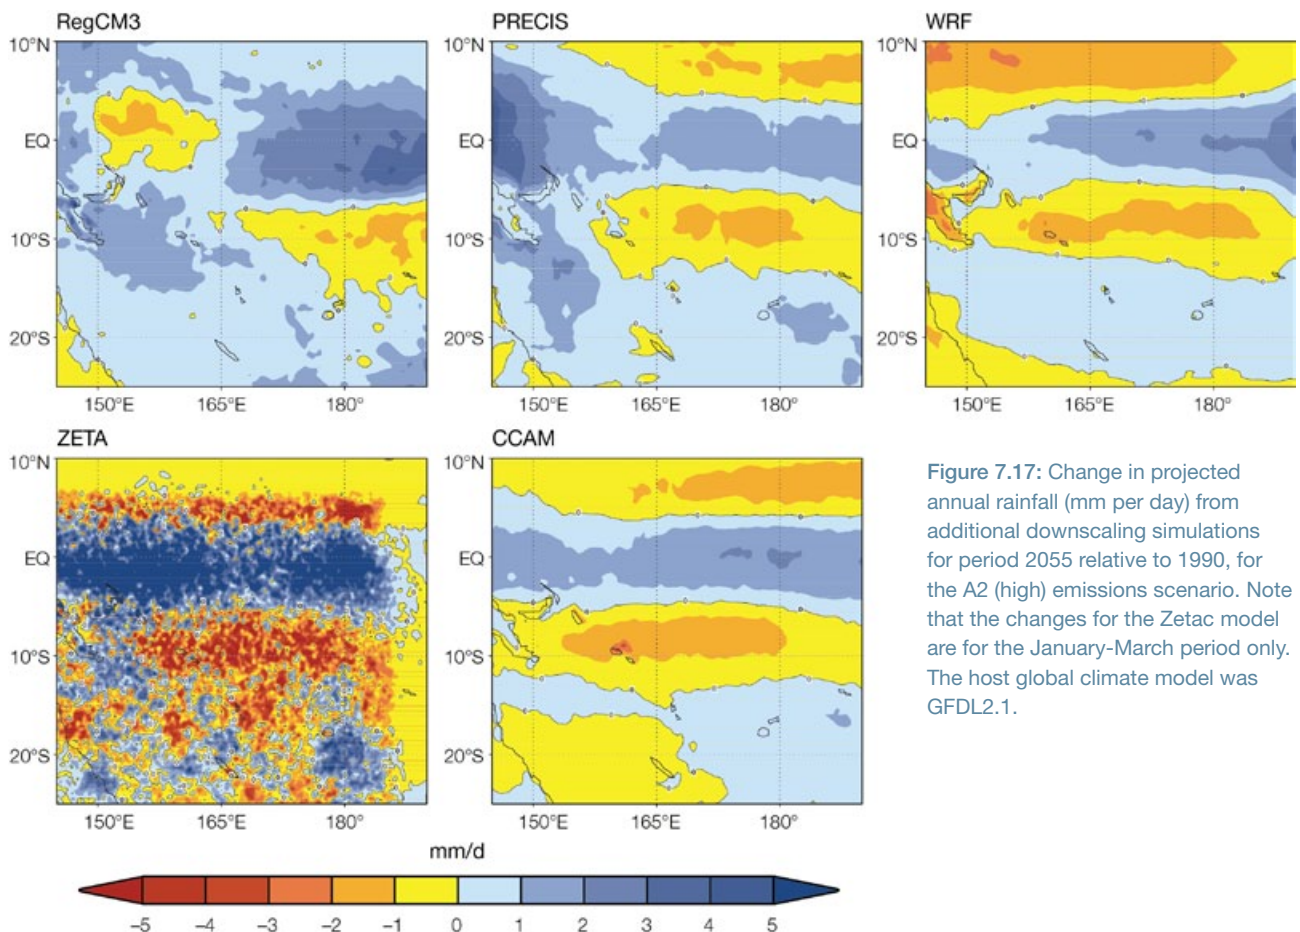 RegCM3
PRECIS
WRF
10°N
EQ
10°S
20°S
150°E 165°E 180°
10°N
EQ
10°S
20°S
150°E 165°E 180°
10°N
EQ
10°S
20°S
150°E 165°E 180°
ZETA
CCAM
10°N
EQ
10°S
20°S
150°E 165°E 180°
10°N
EQ
10°S
20°S
150°E 165°E 180°
Figure 7.17: Change in projected
annual rainfall (mm per day) from
additional downscaling simulations
for period 2055 relative to 1990, for
the A2 (high) emissions scenario. Note
that the changes for the Zetac model
are for the January-March period only.
The host global climate model was
GFDL2.1.
mm/d
−5 −4 −3 −2 −1 0 1 2 3 4 5